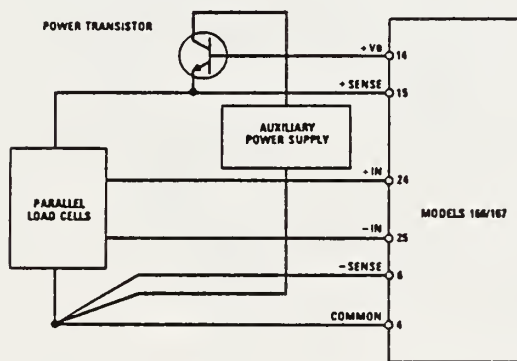 POWER TRANSISTOR
+VB
14
+ SENSE
15
AUXILIARY
POWER SUPPLY
PARALLEL
LOAD CELLS
+ IN
24
MODELS 166/167
- IN
25
- SENSE
6
COMMON
4